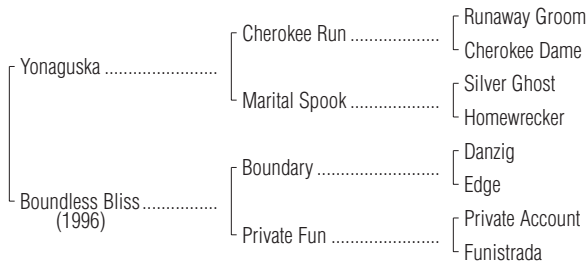 Runaway Groom
Cherokee Run ...................
Cherokee Dame
Yonaguska ........................
Silver Ghost
Marital Spook ...................
Homewrecker
Danzig
Boundary .........................
Edge
Boundless Bliss ................
(1996)
Private Account
Private Fun .......................
Funistrada